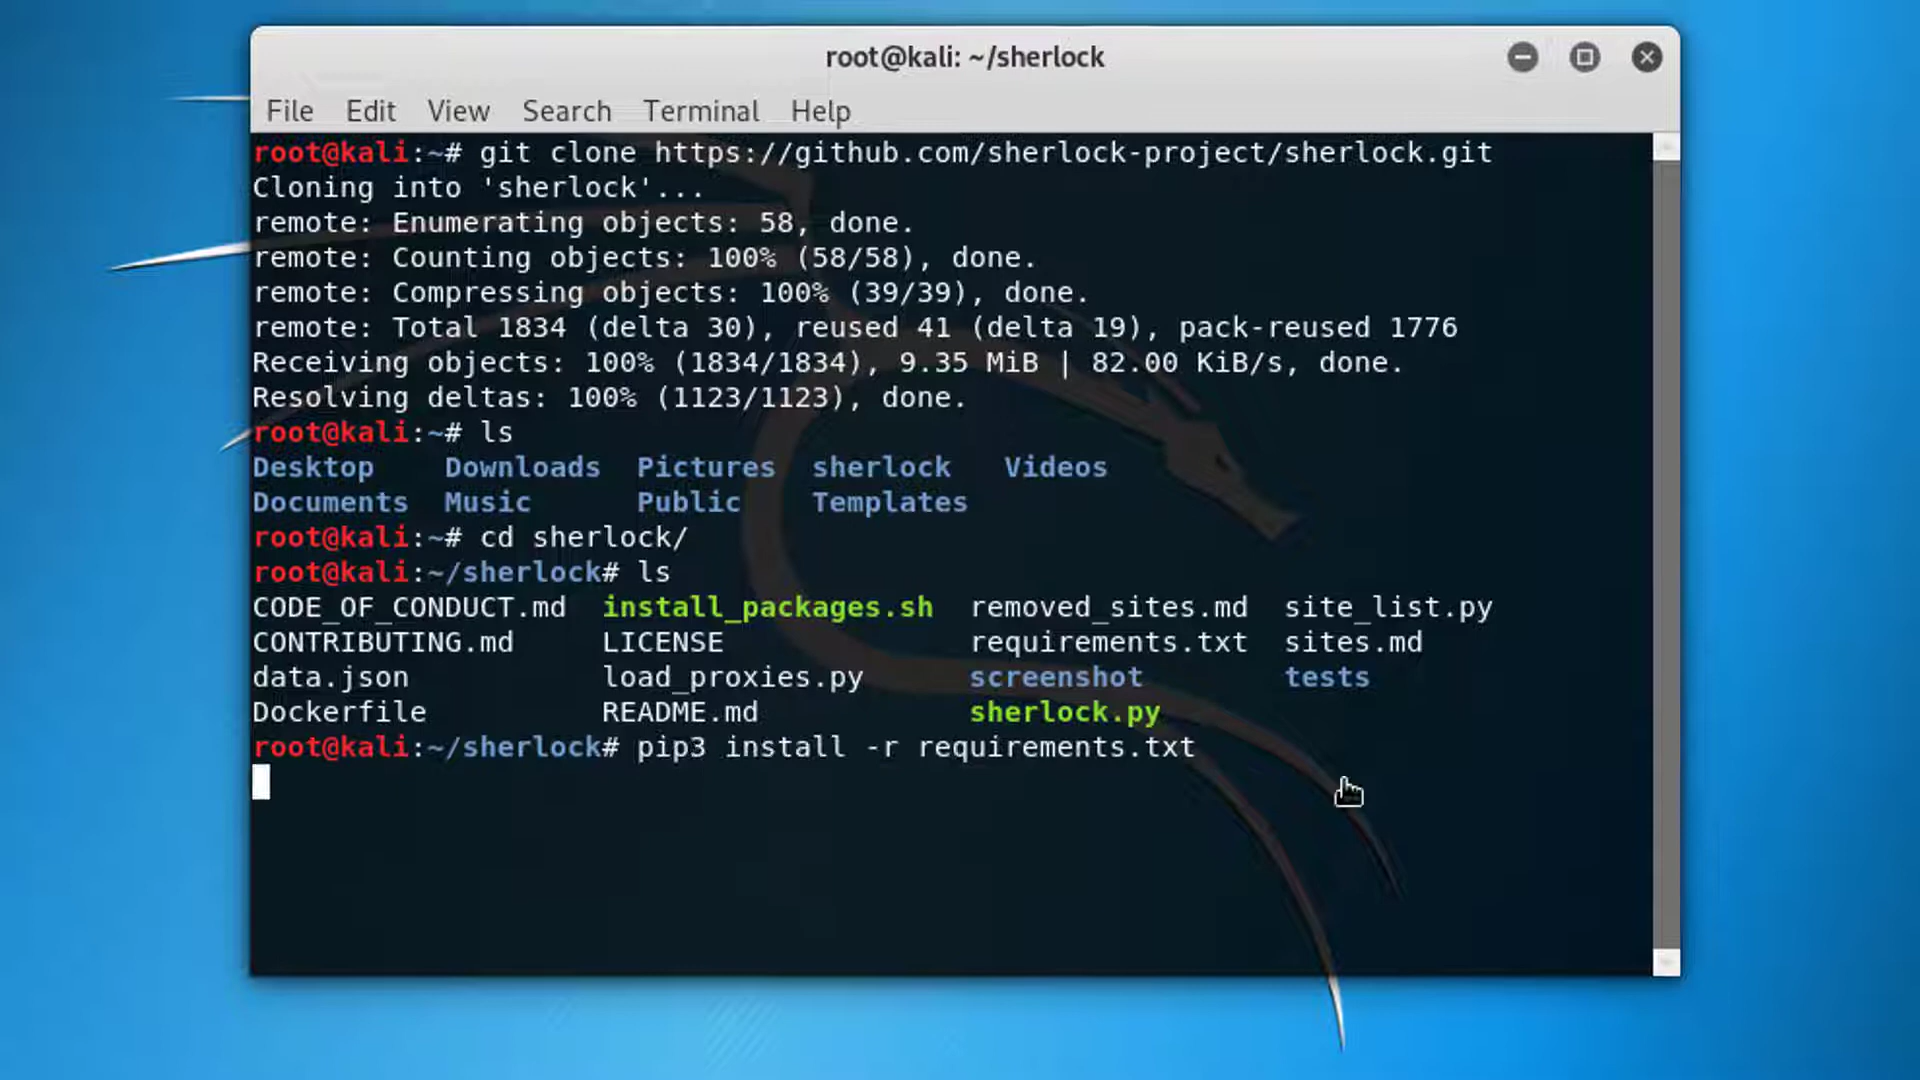 root@kali: ~/sherlock
File Edit View Search Terminal Help
root@kali:~# git clone https://github.com/sherlock-project/sherlock.git
Cloning into 'sherlock'...
remote: Enumerating objects: 58, done.
remote: Counting objects: 100% (58/58), done.
remote: Compressing objects: 100% (39/39), done.
remote: Total 1834 (delta 30), reused 41 (delta 19), pack-reused 1776
Receiving objects: 100% (1834/1834), 9.35 MiB | 82.00 KiB/s, done.
Resolving deltas: 100% (1123/1123), done.
root@kali:~# ls
Desktop Downloads Pictures sherlock Videos
Documents Music Public Templates
root@kali:~# cd sherlock/
root@kali:~/sherlock# ls
CODE_OF_CONDUCT.md install_packages.sh removed_sites.md site_list.py
CONTRIBUTING.md LICENSE requirements.txt sites.md
data.json load_proxies.py screenshot tests
Dockerfile README.md sherlock.py
root@kali:~/sherlock# pip3 install -r requirements.txt